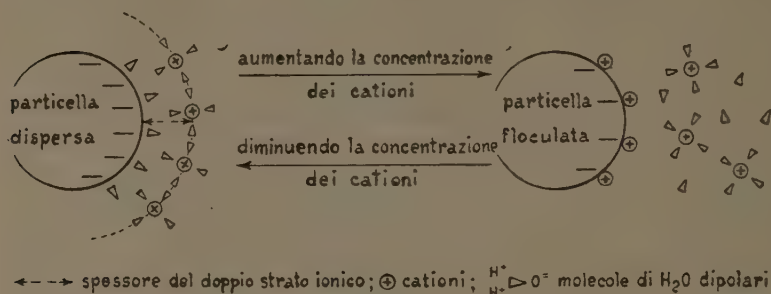 aumentando la concentrazione
dei cationi
particella
dispersa
particella
floculata
diminuendo la concentrazione
dei cationi
←---→ spessore del doppio strato ionico; ⊕ cationi; H⁺ H⁺ ▷ O⁼ molecole di H₂O dipolari